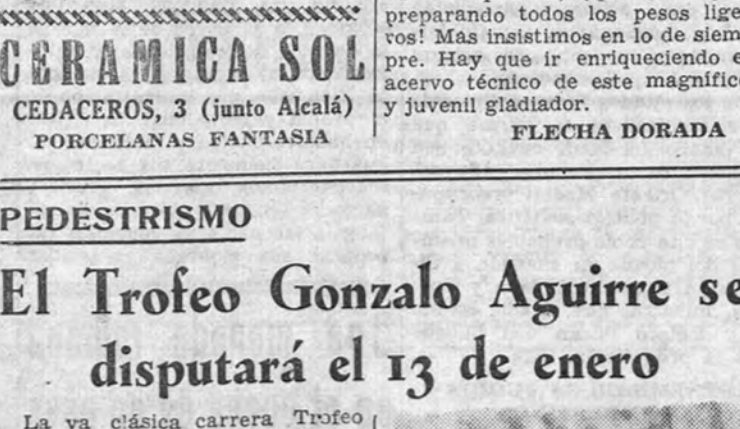 CERAMICA SOL
CEDACEROS, 3 (junto Alcalá)
PORCELANAS FANTASIA
preparando todos los pesos lige
ros! Mas insistimos en lo de siem
pre. Hay que ir enriqueciendo e
acervo técnico de este magnífico
y juvenil gladiador.
FLECHA DORADA
PEDESTRISMO
El Trofeo Gonzalo Aguirre se
disputará el 13 de enero
La ya clásica carrera Trofeo